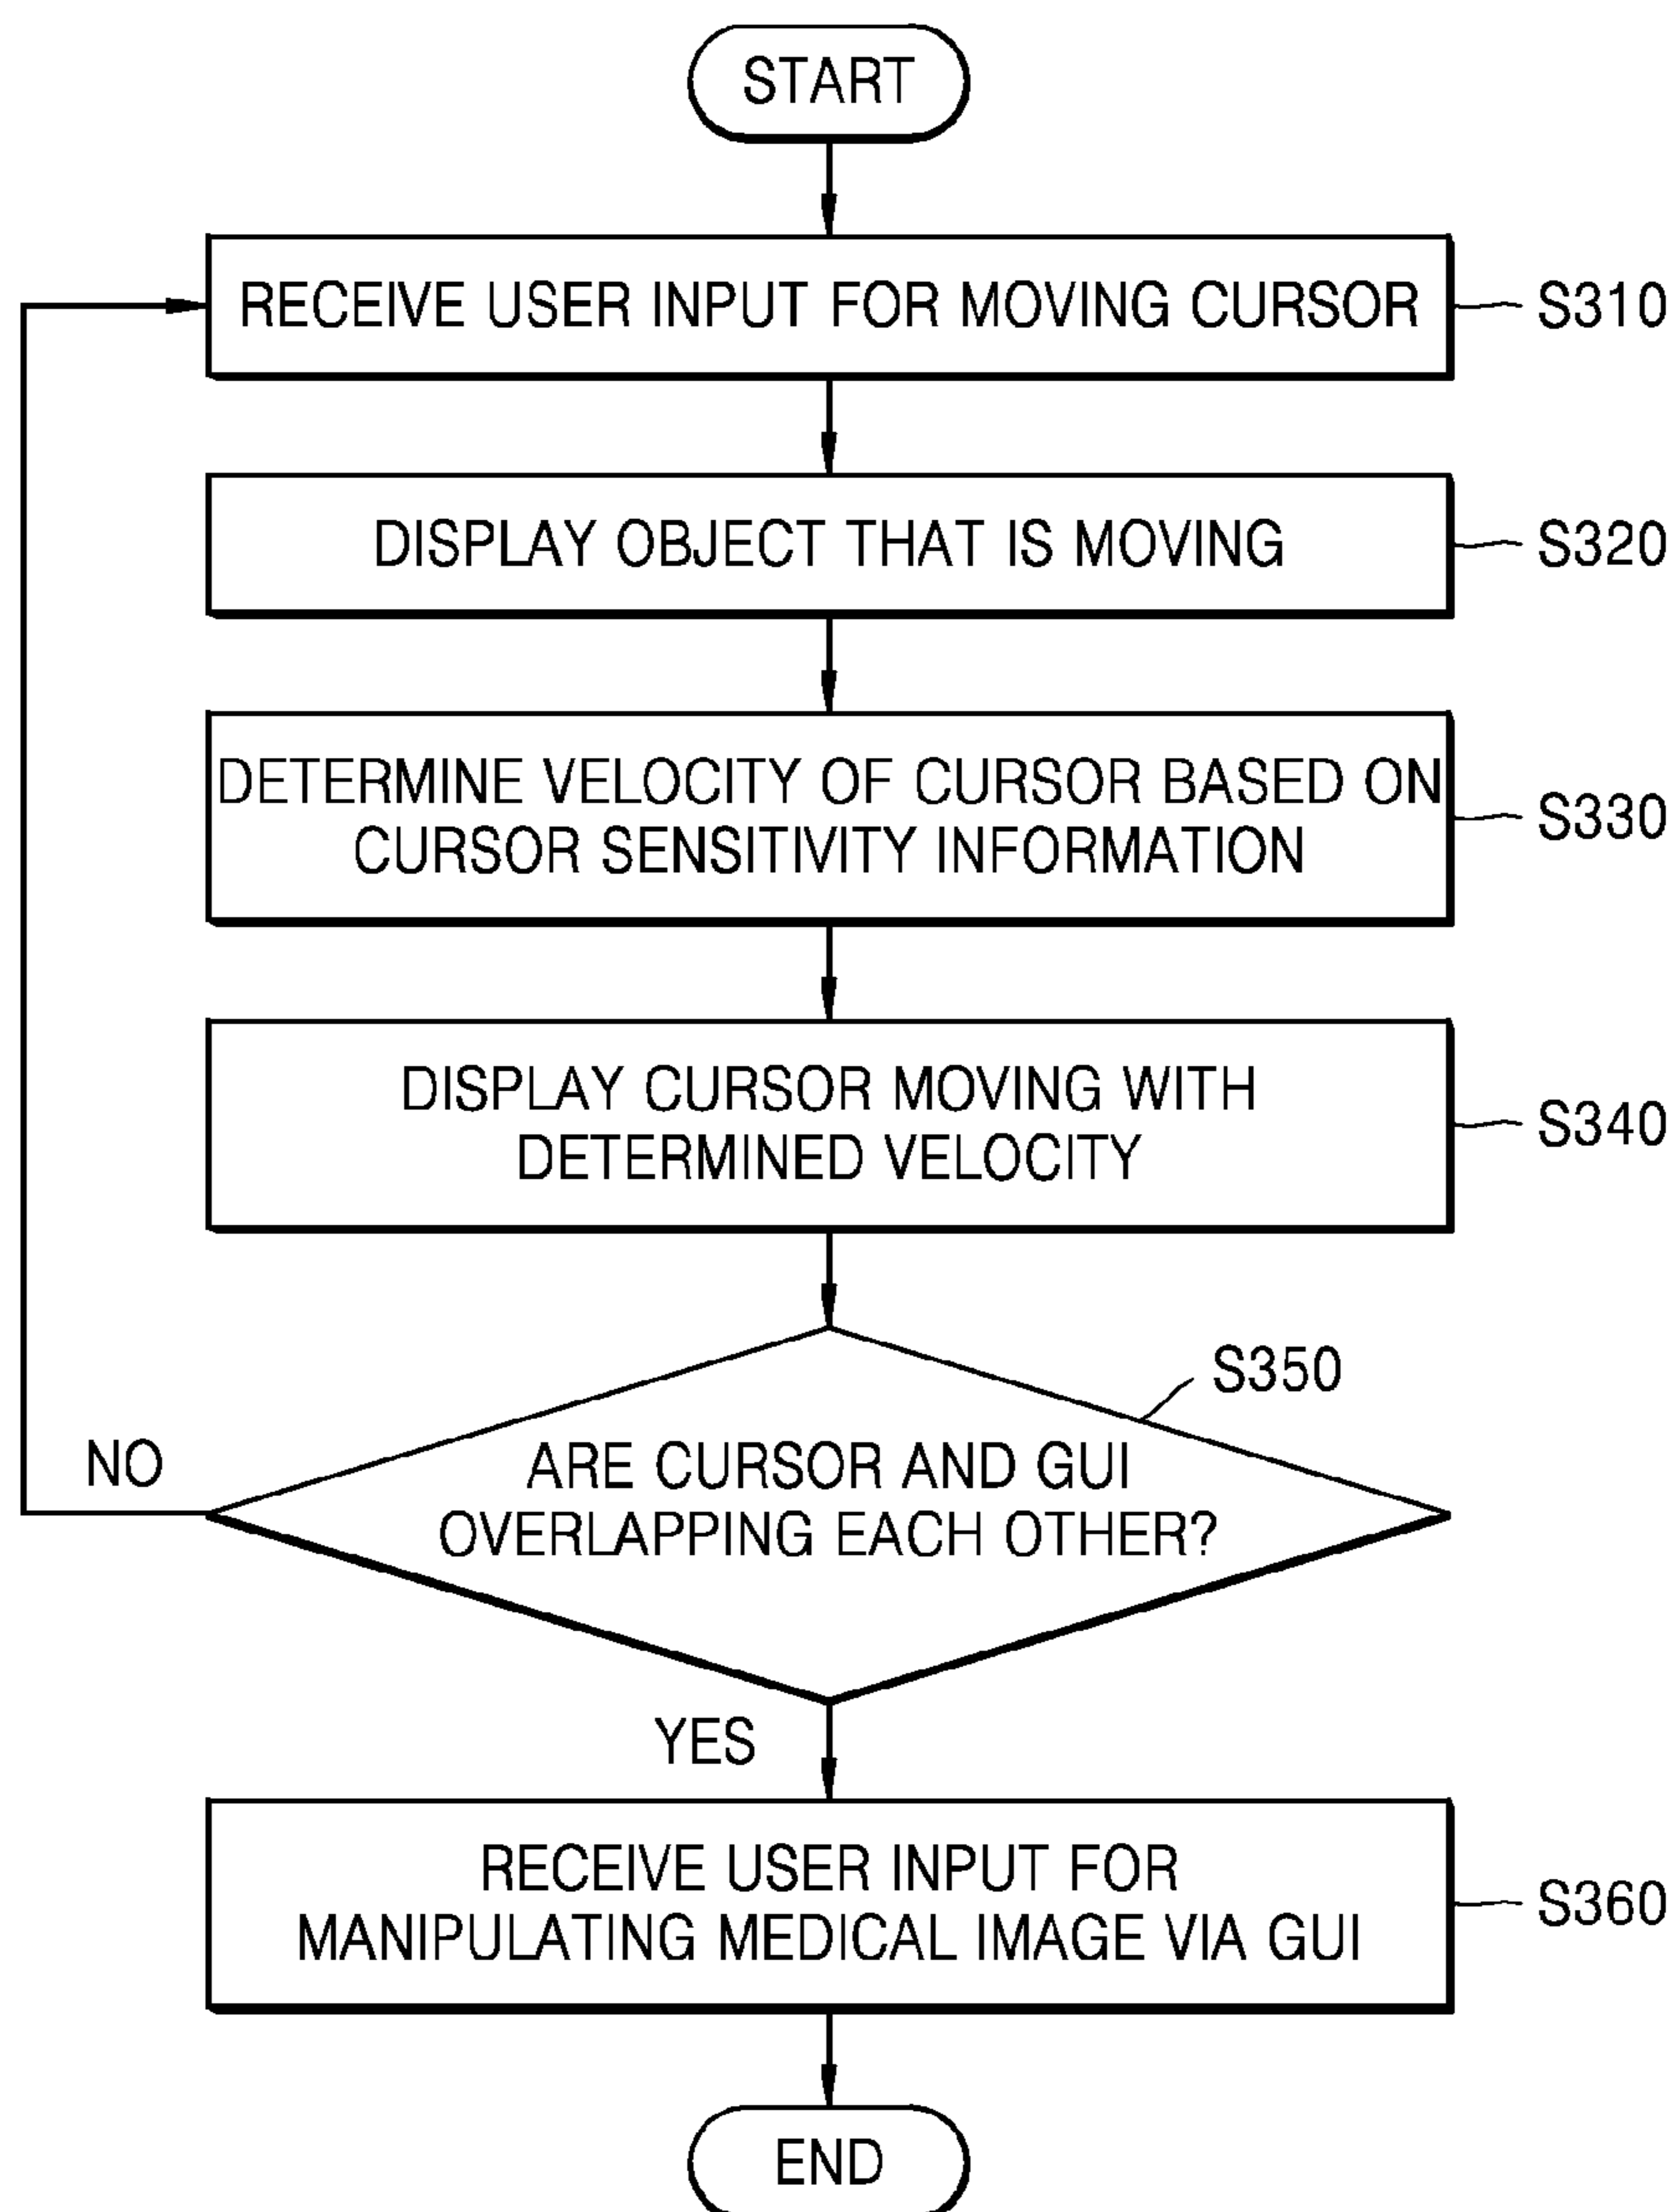 START
RECEIVE USER INPUT FOR MOVING CURSOR
S310
DISPLAY OBJECT THAT IS MOVING
S320
DETERMINE VELOCITY OF CURSOR BASED ON
CURSOR SENSITIVITY INFORMATION
S330
DISPLAY CURSOR MOVING WITH
DETERMINED VELOCITY
S340
S350
ARE CURSOR AND GUI
OVERLAPPING EACH OTHER?
NO
YES
RECEIVE USER INPUT FOR
MANIPULATING MEDICAL IMAGE VIA GUI
S360
END